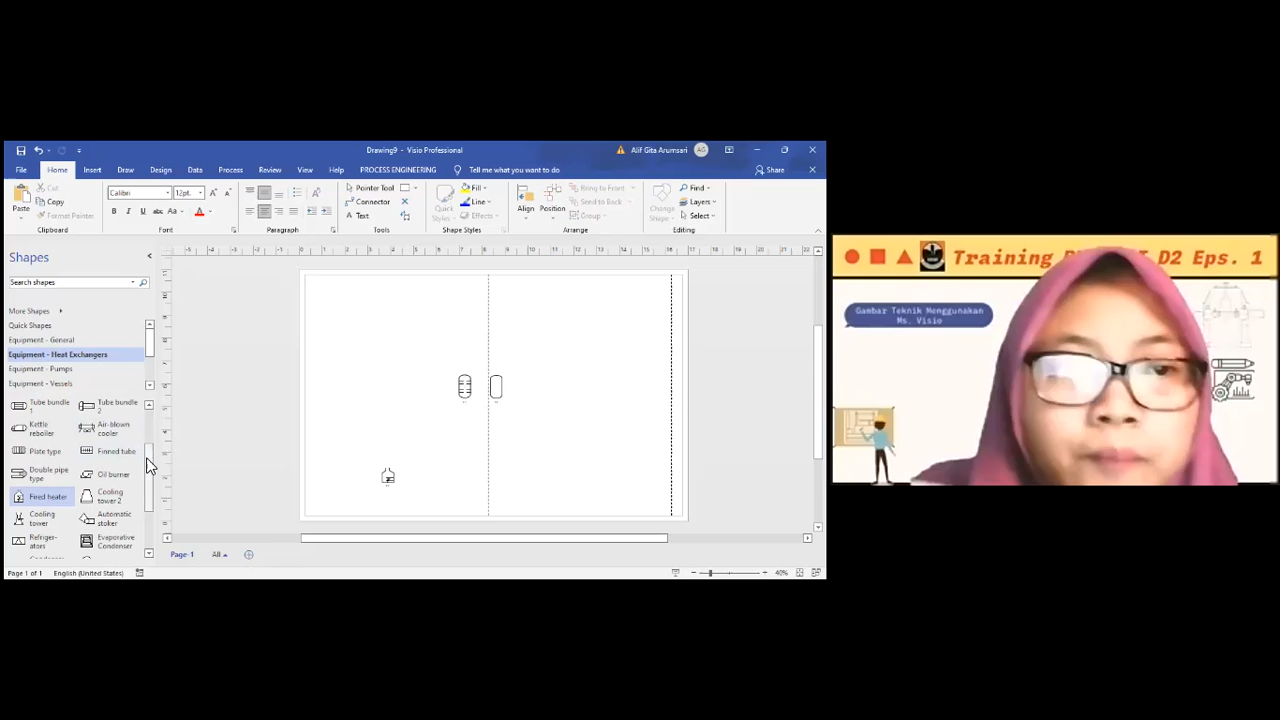 Drawing9 - Visio Professional
Alif Gita Arumsari AG
File Home Insert Draw Design Data Process Review View Help PROCESS ENGINEERING Tell me what you want to do Share
Paste
Cut
Copy
Format Painter
Clipboard
Calibri 12pt.
B I U abc Aa A
Font
Paragraph
Pointer Tool
Connector
Text
Tools
Quick Styles
Fill
Line
Effects
Shape Styles
Align
Position
Bring to Front
Send to Back
Group
Arrange
Change Shape
Find
Layers
Select
Editing
Shapes
Search shapes
More Shapes
Quick Shapes
Equipment - General
Equipment - Heat Exchangers
Equipment - Pumps
Equipment - Vessels
Tube bundle 1
Tube bundle 2
Kettle reboiler
Air-blown cooler
Plate type
Finned tube
Double pipe type
Oil burner
Fired heater
Cooling tower 2
Cooling tower
Automatic stoker
Refriger-ators
Evaporative Condenser
Page-1 All
Page 1 of 1 English (United States)
40%
Training
D2 Eps. 1
Gambar Teknik Menggunakan
Ms. Visio